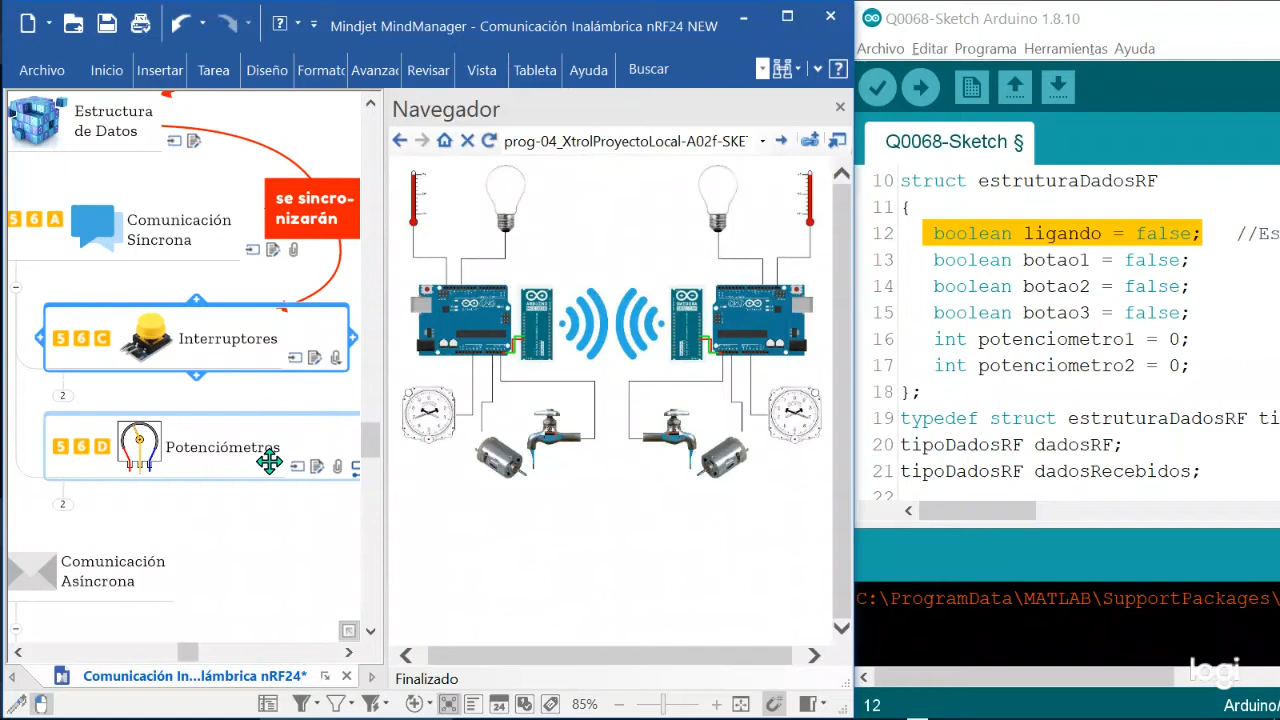 Mindjet MindManager - Comunicación Inalámbrica nRF24 NEW
Archivo
Inicio
Insertar
Tarea
Diseño
Formato
Avanza
Revisar
Vista
Tableta
Ayuda
Buscar
Estructura
de Datos
se sincro-
nizarán
5 6 A
Comunicación
Síncrona
5 6 C
Interruptores
2
5 6 D
Potenciómetros
2
Comunicación
Asíncrona
Comunicación In...lámbrica nRF24*
Navegador
prog-04_XtrolProyectoLocal-A02f-SKE
Finalizado
24
85%
Q0068-Sketch Arduino 1.8.10
Archivo Editar Programa Herramientas Ayuda
Q0068-Sketch §
10 struct estruturaDadosRF
11 {
12 boolean ligando = false; //Es
13 boolean botao1 = false;
14 boolean botao2 = false;
15 boolean botao3 = false;
16 int potenciometro1 = 0;
17 int potenciometro2 = 0;
18 };
19 typedef struct estruturaDadosRF ti
20 tipoDadosRF dadosRF;
21 tipoDadosRF dadosRecebidos;
22
C:\ProgramData\MATLAB\SupportPackages\
logi
12
Arduino/